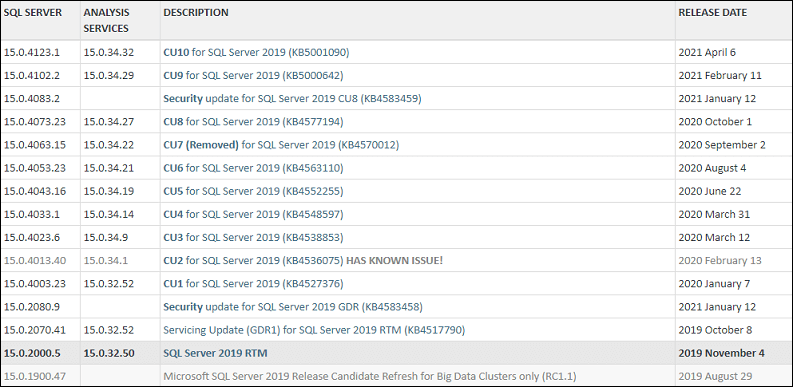 SQL SERVER ANALYSIS SERVICES DESCRIPTION RELEASE DATE
15.0.4123.1 15.0.34.32 CU10 for SQL Server 2019 (KB5001090) 2021 April 6
15.0.4102.2 15.0.34.29 CU9 for SQL Server 2019 (KB5000642) 2021 February 11
15.0.4083.2 Security update for SQL Server 2019 CU8 (KB4583459) 2021 January 12
15.0.4073.23 15.0.34.27 CU8 for SQL Server 2019 (KB4577194) 2020 October 1
15.0.4063.15 15.0.34.22 CU7 (Removed) for SQL Server 2019 (KB4570012) 2020 September 2
15.0.4053.23 15.0.34.21 CU6 for SQL Server 2019 (KB4563110) 2020 August 4
15.0.4043.16 15.0.34.19 CU5 for SQL Server 2019 (KB4552255) 2020 June 22
15.0.4033.1 15.0.34.14 CU4 for SQL Server 2019 (KB4548597) 2020 March 31
15.0.4023.6 15.0.34.9 CU3 for SQL Server 2019 (KB4538853) 2020 March 12
15.0.4013.40 15.0.34.1 CU2 for SQL Server 2019 (KB4536075) HAS KNOWN ISSUE! 2020 February 13
15.0.4003.23 15.0.32.52 CU1 for SQL Server 2019 (KB4527376) 2020 January 7
15.0.2080.9 Security update for SQL Server 2019 GDR (KB4583458) 2021 January 12
15.0.2070.41 15.0.32.52 Servicing Update (GDR1) for SQL Server 2019 RTM (KB4517790) 2019 October 8
15.0.2000.5 15.0.32.50 SQL Server 2019 RTM 2019 November 4
15.0.1900.47 Microsoft SQL Server 2019 Release Candidate Refresh for Big Data Clusters only (RC1.1) 2019 August 29